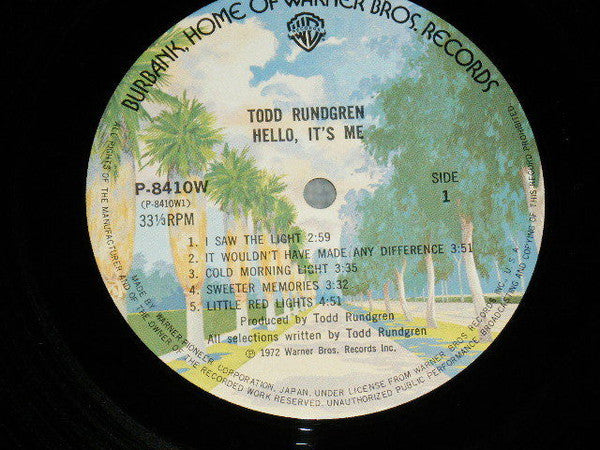 BURBANK, HOME OF WARNER BROS. RECORDS
TODD RUNDGREN
HELLO, IT'S ME
P-8410W
(P-8410W1)
33⅓RPM
SIDE
1
1. I SAW THE LIGHT 2:59
2. IT WOULDN'T HAVE MADE ANY DIFFERENCE 3:51
3. COLD MORNING LIGHT 3:35
4. SWEETER MEMORIES 3:32
5. LITTLE RED LIGHTS 4:51
Produced by Todd Rundgren
All selections written by Todd Rundgren
℗ 1972 Warner Bros. Records Inc.
MADE BY WARNER-PIONEER CORPORATION, JAPAN, UNDER LICENSE FROM WARNER BROS. RECORDS INC., U.S.A.
ALL RIGHTS OF THE MANUFACTURER AND OF THE OWNER OF THE RECORDED WORK RESERVED. UNAUTHORIZED PUBLIC PERFORMANCE, BROADCASTING AND COPYING OF THIS RECORD PROHIBITED